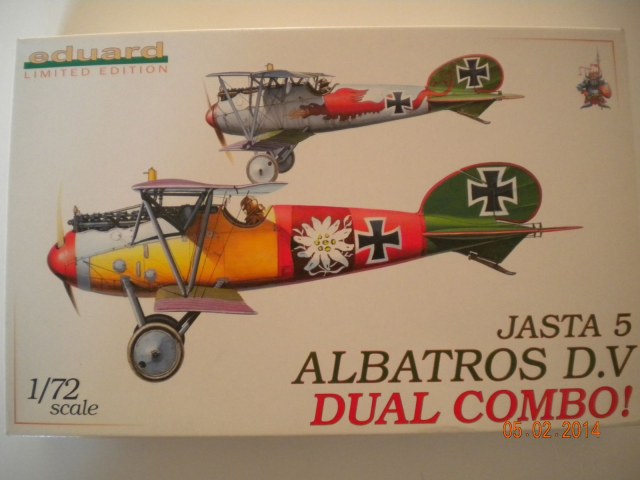 eduard
LIMITED EDITION
JASTA 5
ALBATROS D.V
DUAL COMBO!
1/72
scale
05.02.2014